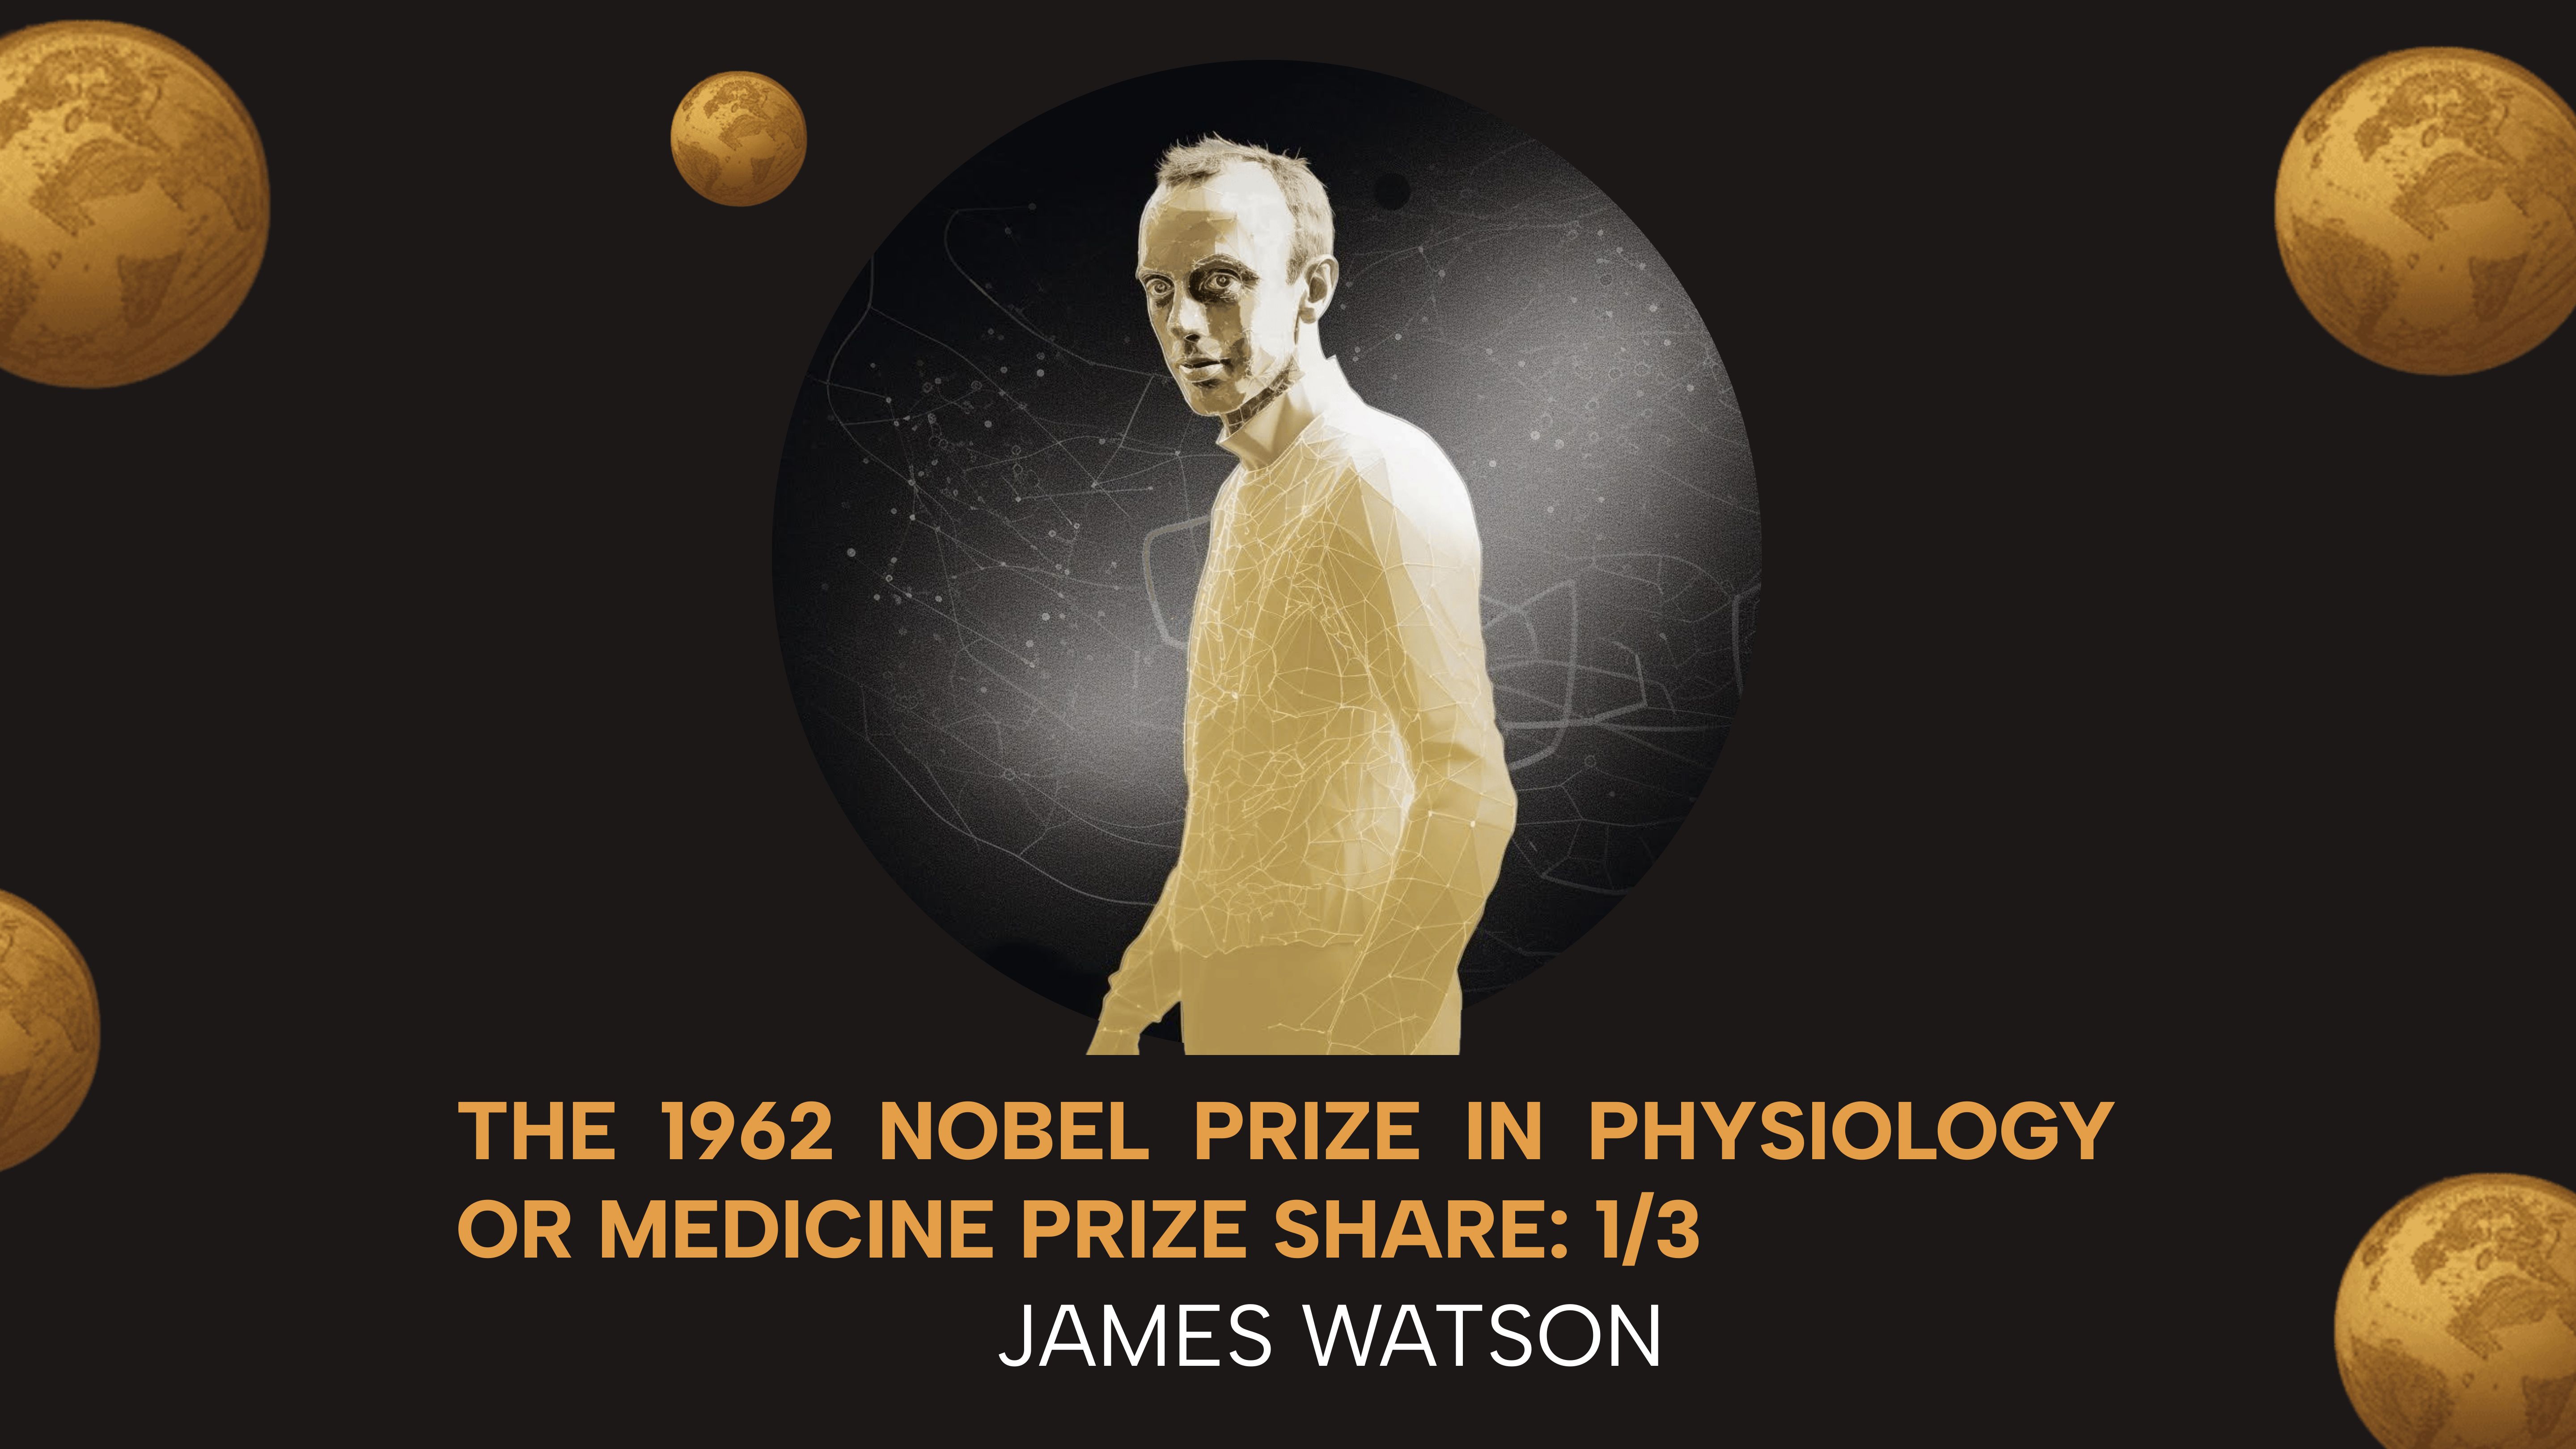 THE 1962 NOBEL PRIZE IN PHYSIOLOGY
OR MEDICINE PRIZE SHARE: 1/3
JAMES WATSON